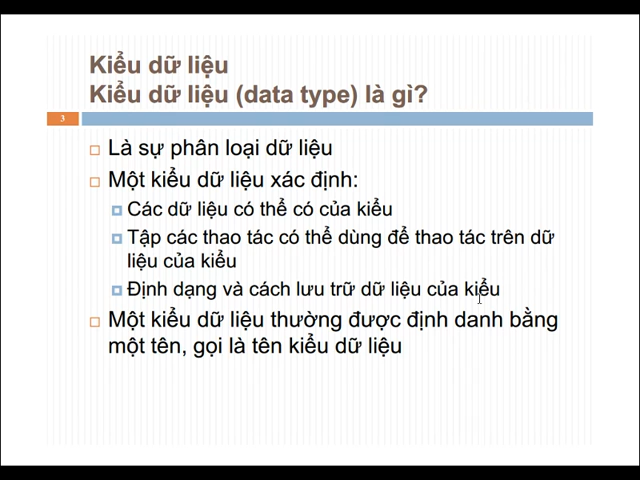 Kiểu dữ liệu
Kiểu dữ liệu (data type) là gì?
3
Là sự phân loại dữ liệu
Một kiểu dữ liệu xác định:
Các dữ liệu có thể có của kiểu
Tập các thao tác có thể dùng để thao tác trên dữ
liệu của kiểu
Định dạng và cách lưu trữ dữ liệu của kiểu
Một kiểu dữ liệu thường được định danh bằng
một tên, gọi là tên kiểu dữ liệu